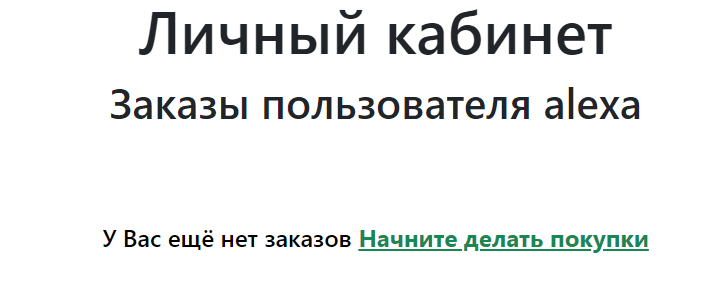 Личный кабинет
Заказы пользователя alexa
У Вас ещё нет заказов Начните делать покупки